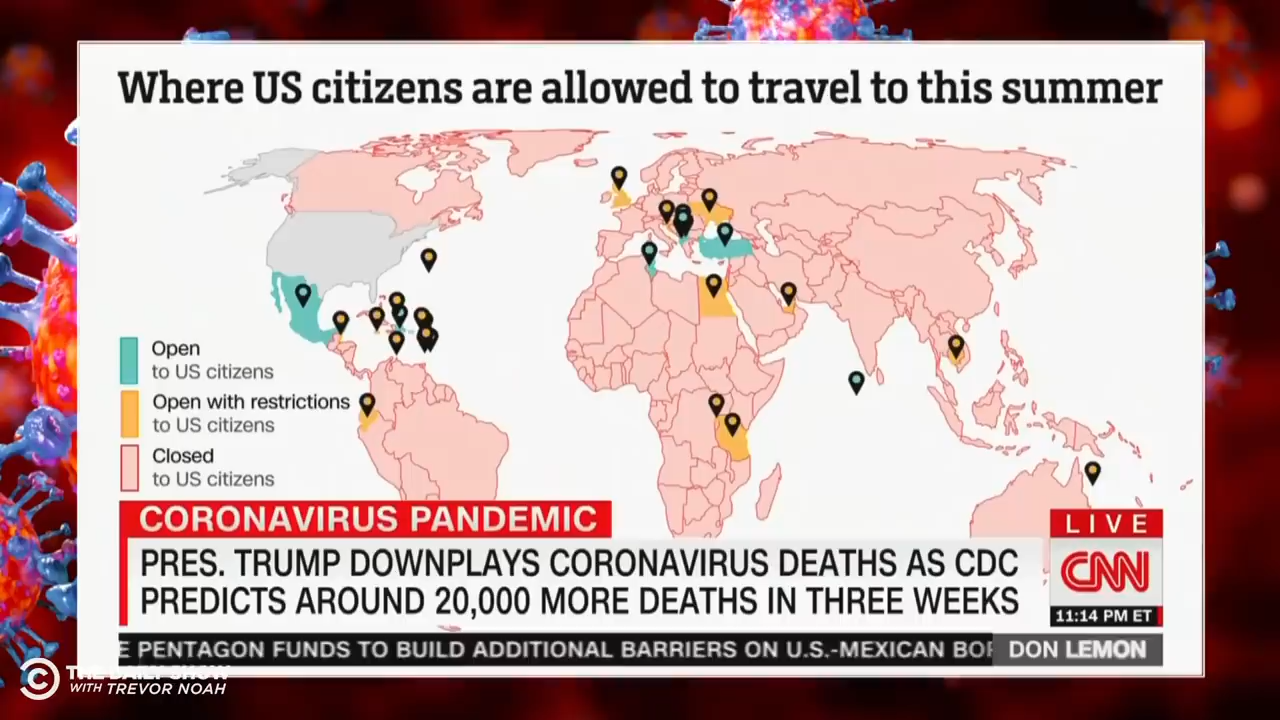 Where US citizens are allowed to travel to this summer
Open
to US citizens
Open with restrictions
to US citizens
Closed
to US citizens
CORONAVIRUS PANDEMIC
PRES. TRUMP DOWNPLAYS CORONAVIRUS DEATHS AS CDC
PREDICTS AROUND 20,000 MORE DEATHS IN THREE WEEKS
LIVE
CNN
11:14 PM ET
PENTAGON FUNDS TO BUILD ADDITIONAL BARRIERS ON U.S.-MEXICAN
DON LEMON
THE DAILY SHOW
WITH TREVOR NOAH